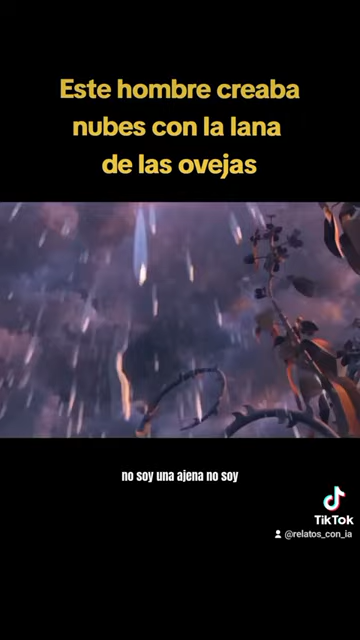 Este hombre creaba
nubes con la lana
de las ovejas
no soy una ajena no soy
TikTok
@relatos_con_ia